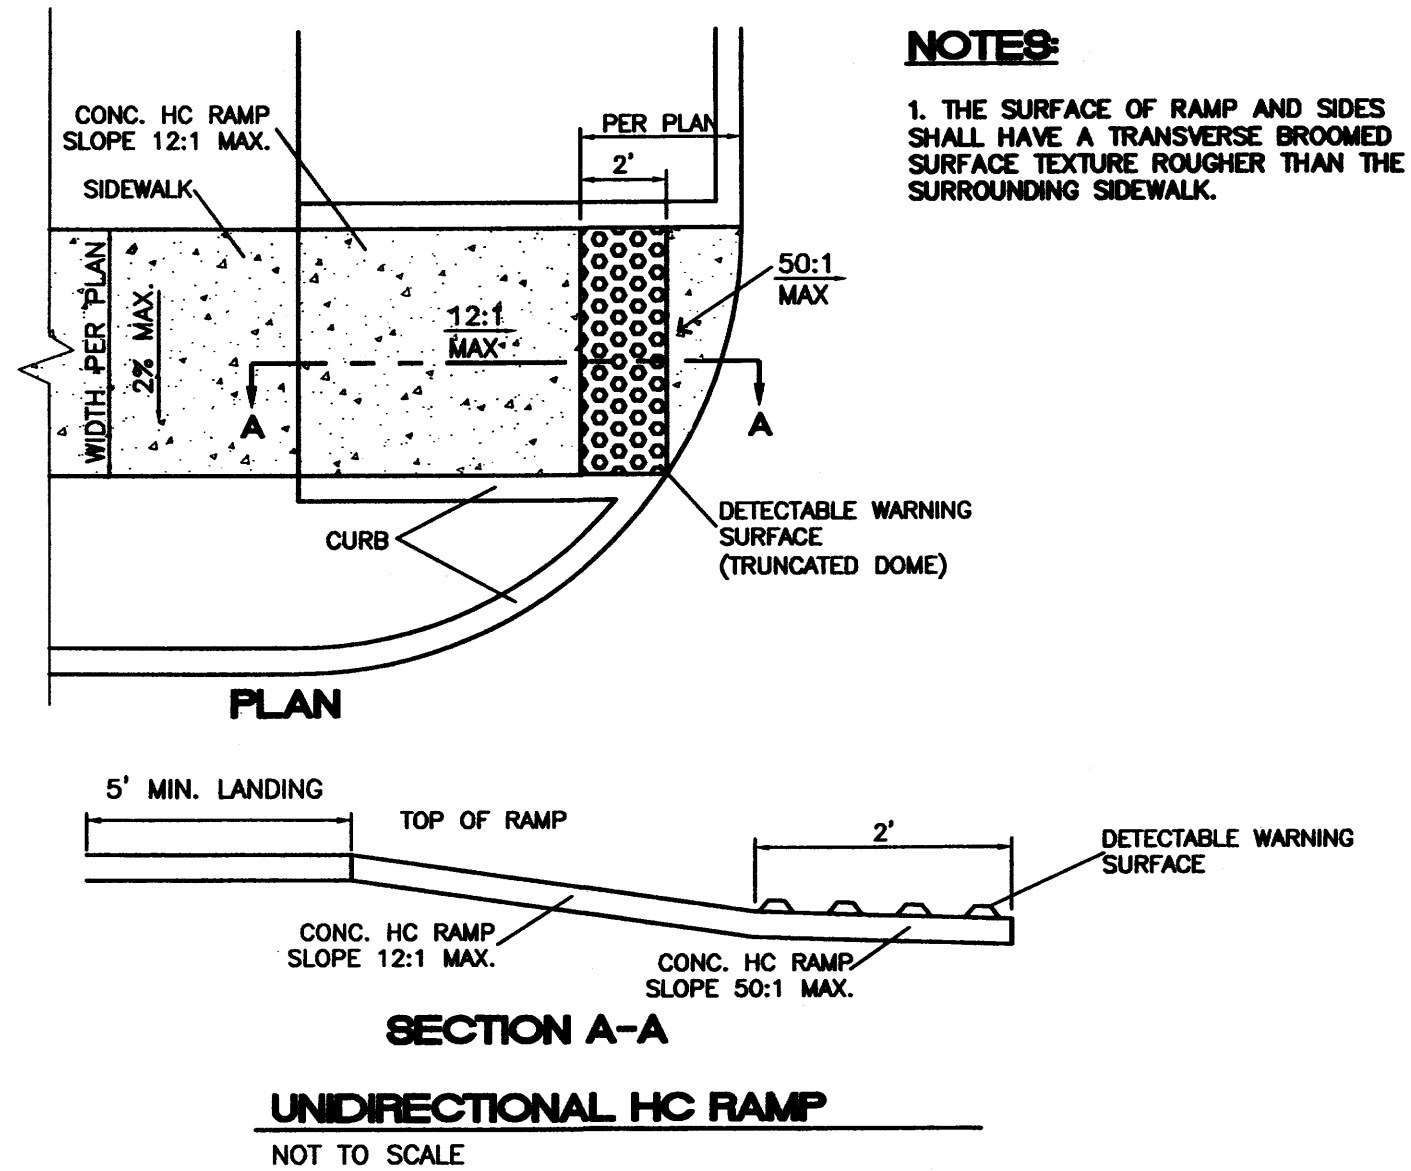 NOTES:
1. THE SURFACE OF RAMP AND SIDES
SHALL HAVE A TRANSVERSE BROOMED
SURFACE TEXTURE ROUGHER THAN THE
SURROUNDING SIDEWALK.
CONC. HC RAMP
SLOPE 12:1 MAX.
SIDEWALK
PER PLAN
2'
WIDTH PER PLAN
2% MAX.
12:1
MAX
50:1
MAX
A
A
CURB
DETECTABLE WARNING
SURFACE
(TRUNCATED DOME)
PLAN
5' MIN. LANDING
TOP OF RAMP
2'
DETECTABLE WARNING
SURFACE
CONC. HC RAMP
SLOPE 12:1 MAX.
CONC. HC RAMP
SLOPE 50:1 MAX.
SECTION A-A
UNIDIRECTIONAL HC RAMP
NOT TO SCALE